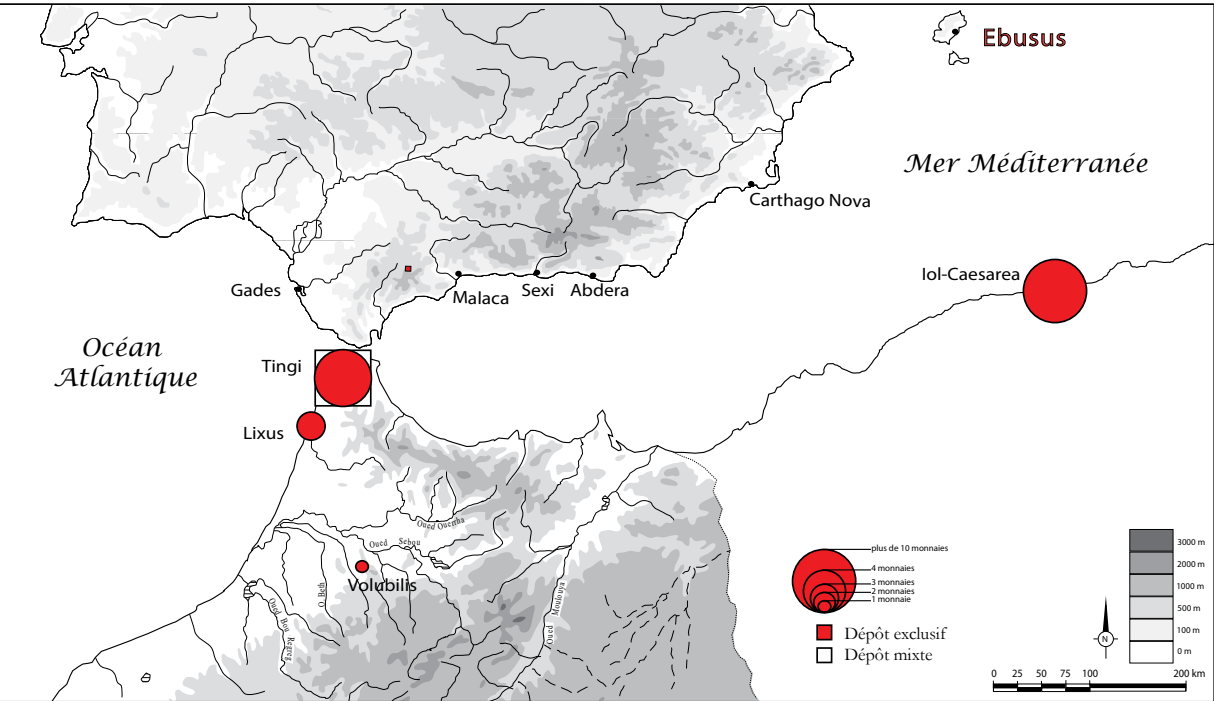 Ebusus
Mer Méditerranée
Carthago Nova
Iol-Caesarea
Gades
Malaca
Sexi
Abdera
Océan
Atlantique
Tingi
Lixus
Oued Ouerrha
Oued Sebou
Volubilis
O. Beth
Oued Bou Regreg
Oued Moulouya
plus de 10 monnaies
4 monnaies
3 monnaies
2 monnaies
1 monnaie
Dépôt exclusif
Dépôt mixte
N
3000 m
2000 m
1000 m
500 m
100 m
0 m
0 25 50 75 100 200 km